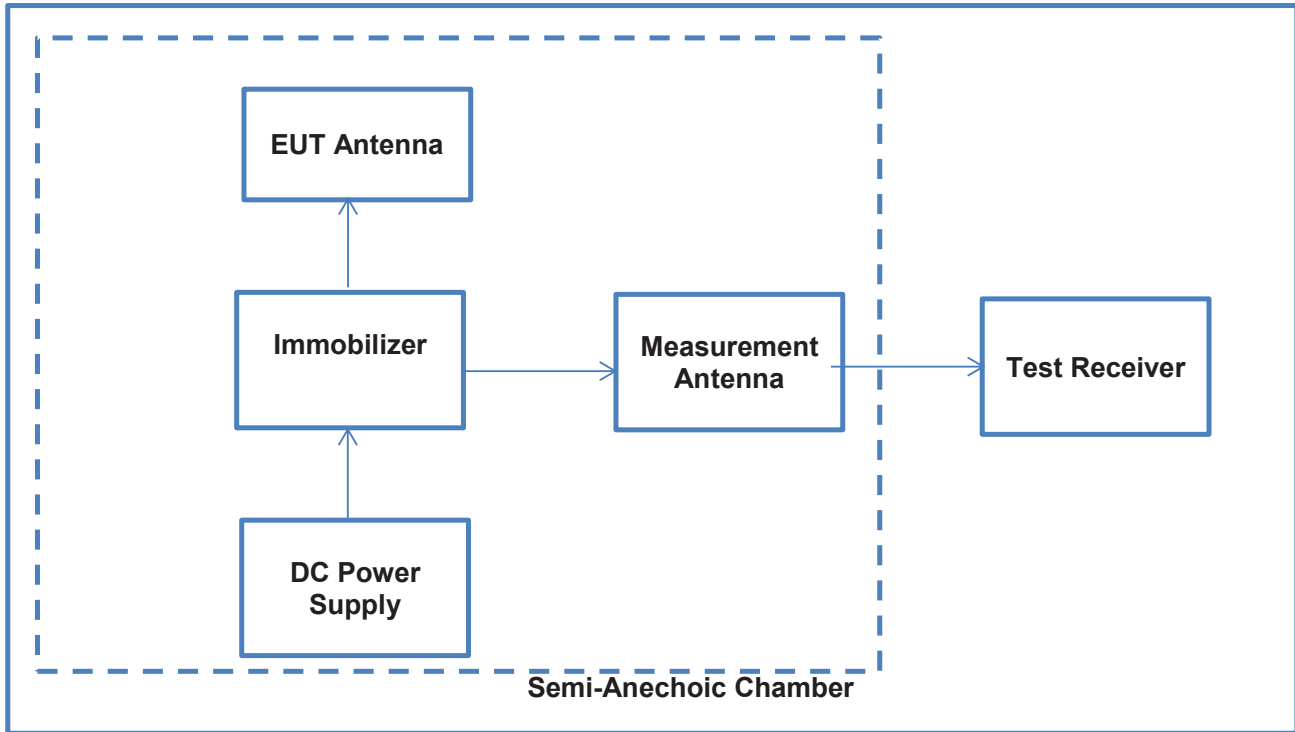 EUT Antenna
Immobilizer
Measurement
Antenna
Test Receiver
DC Power
Supply
Semi-Anechoic Chamber